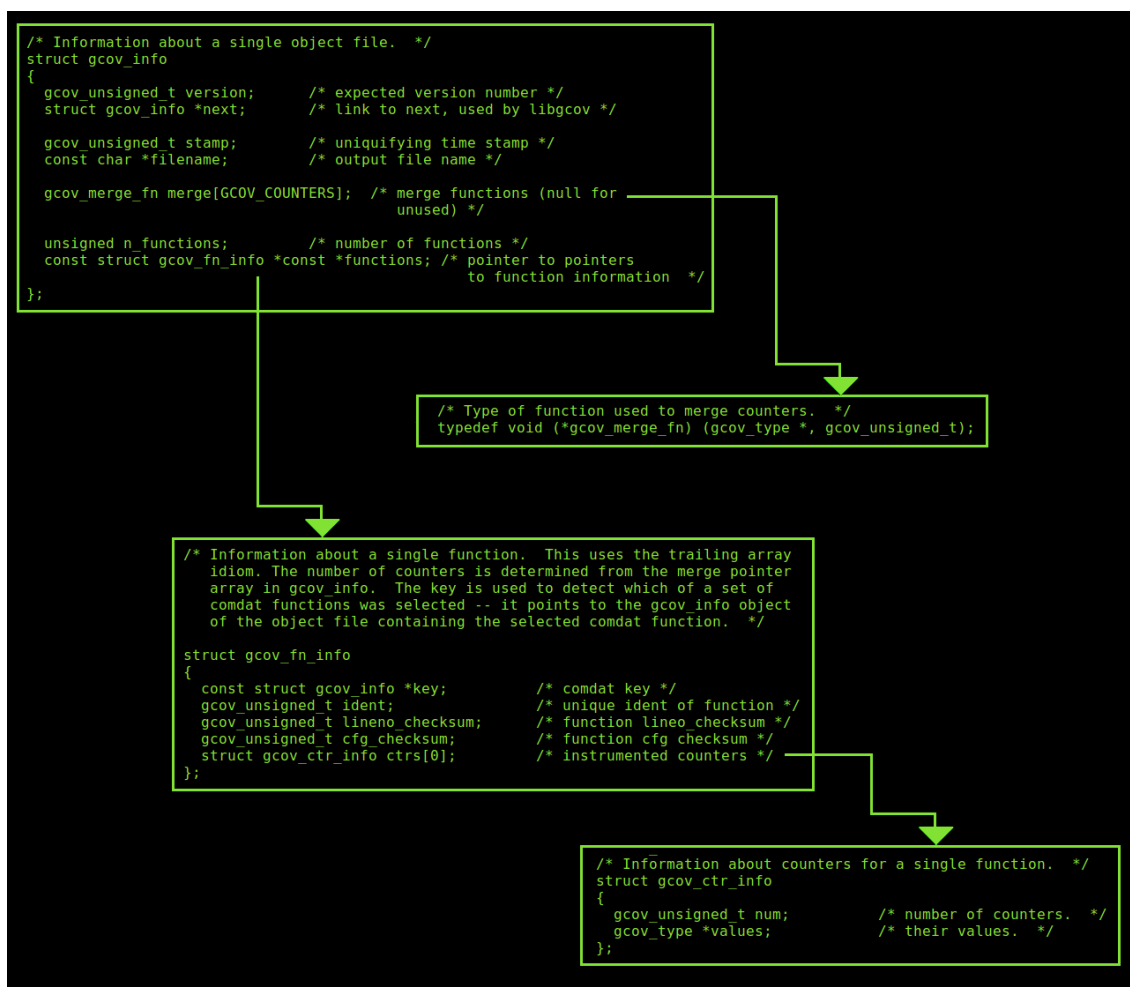 /* Information about a single object file.  */
struct gcov_info
{
  gcov_unsigned_t version;      /* expected version number */
  struct gcov_info *next;       /* link to next, used by libgcov */

  gcov_unsigned_t stamp;        /* uniquifying time stamp */
  const char *filename;         /* output file name */

  gcov_merge_fn merge[GCOV_COUNTERS];  /* merge functions (null for
                                          unused) */

  unsigned n_functions;         /* number of functions */
  const struct gcov_fn_info *const *functions; /* pointer to pointers
                                                  to function information  */
};
/* Type of function used to merge counters.  */
typedef void (*gcov_merge_fn) (gcov_type *, gcov_unsigned_t);
/* Information about a single function.  This uses the trailing array
   idiom. The number of counters is determined from the merge pointer
   array in gcov_info.  The key is used to detect which of a set of
   comdat functions was selected -- it points to the gcov_info object
   of the object file containing the selected comdat function.  */

struct gcov_fn_info
{
  const struct gcov_info *key;          /* comdat key */
  gcov_unsigned_t ident;                /* unique ident of function */
  gcov_unsigned_t lineno_checksum;      /* function lineo_checksum */
  gcov_unsigned_t cfg_checksum;         /* function cfg checksum */
  struct gcov_ctr_info ctrs[0];         /* instrumented counters */
};
/* Information about counters for a single function.  */
struct gcov_ctr_info
{
  gcov_unsigned_t num;          /* number of counters.  */
  gcov_type *values;            /* their values.  */
};